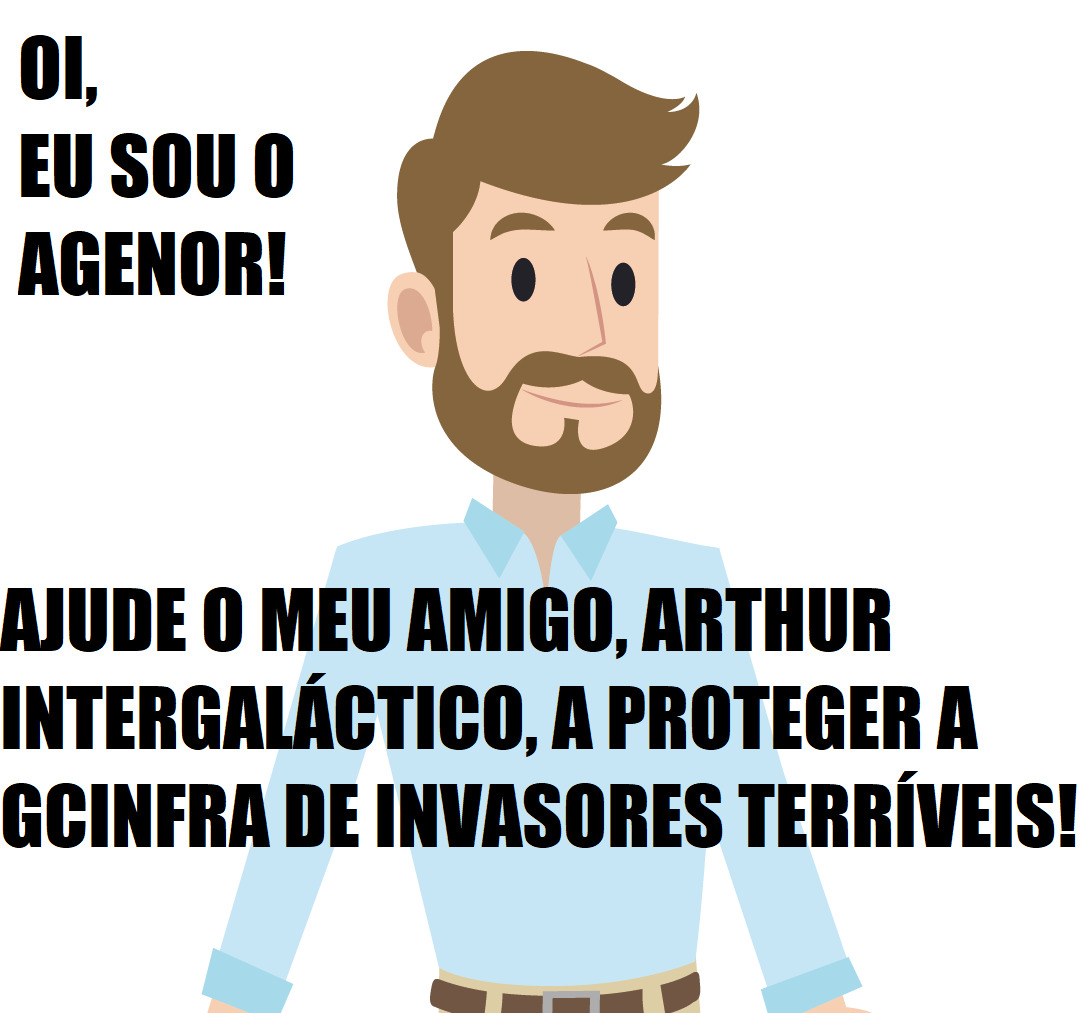 OI,
EU SOU O
AGENOR!
AJUDE O MEU AMIGO, ARTHUR
INTERGALÁCTICO, A PROTEGER A
GCINFRA DE INVASORES TERRÍVEIS!